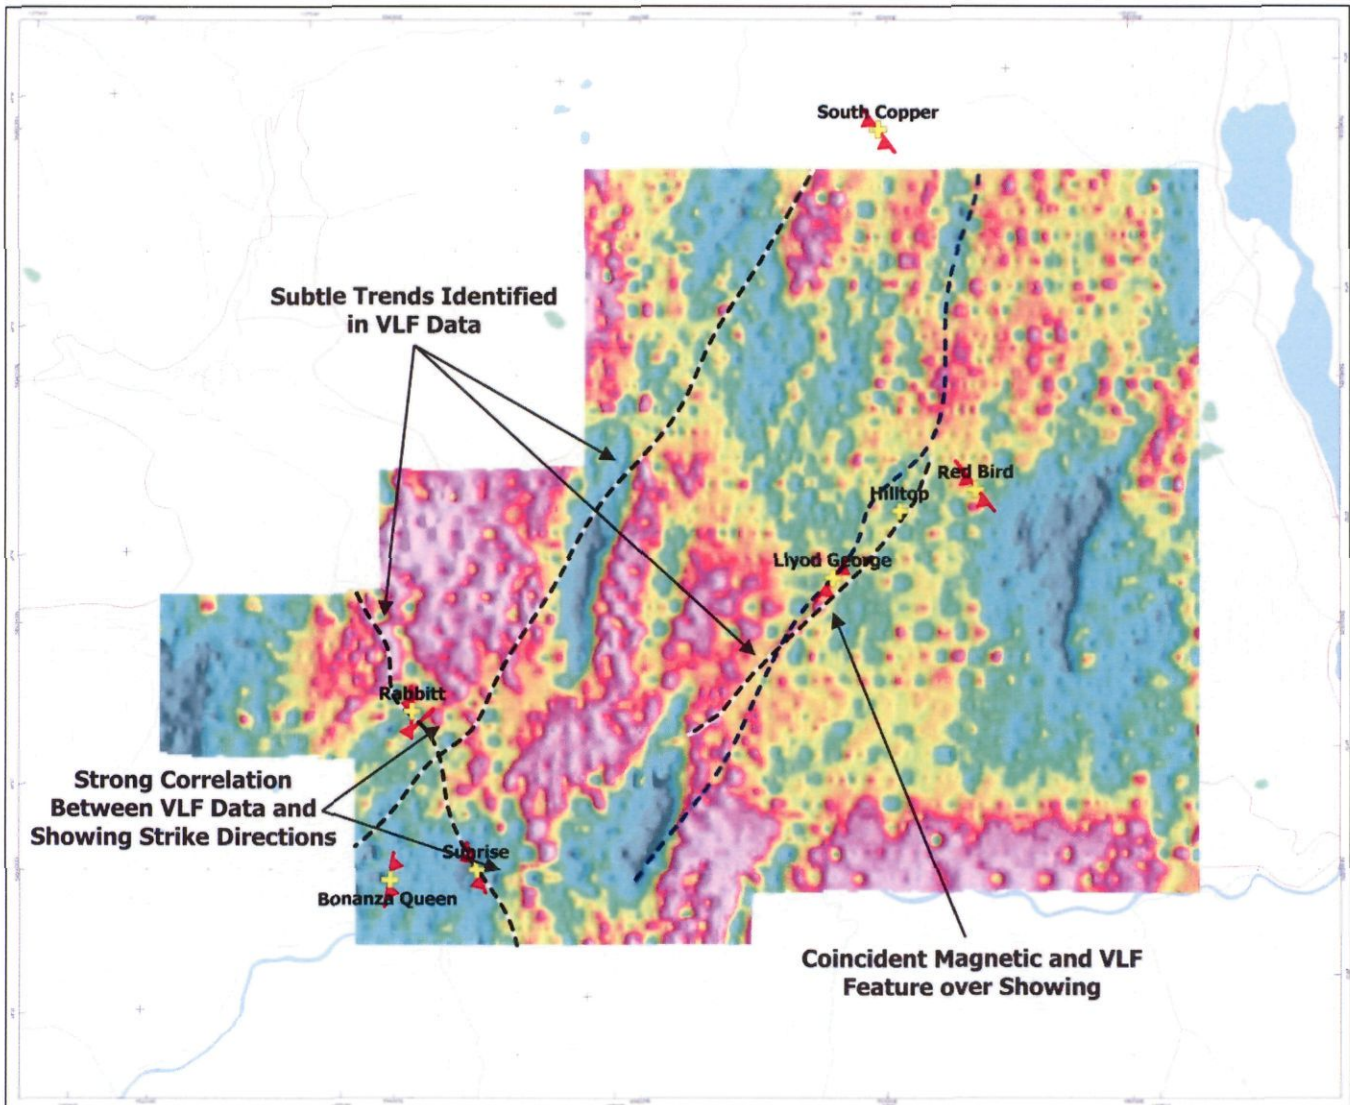 South Copper
Subtle Trends Identified
in VLF Data
Red Bird
Hilltop
Llyod George
Rabbitt
Strong Correlation
Between VLF Data and
Showing Strike Directions
Sunrise
Bonanza Queen
Coincident Magnetic and VLF
Feature over Showing